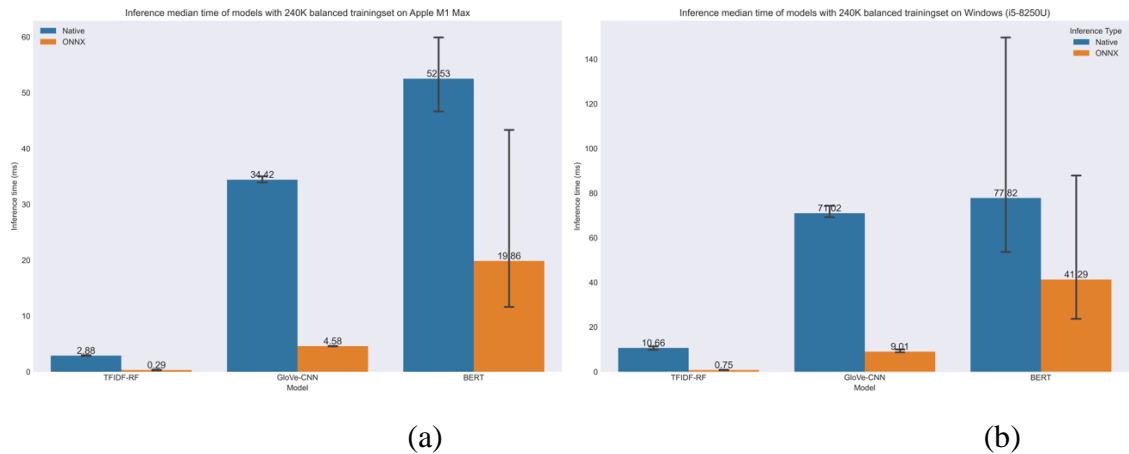 Inference median time of models with 240K balanced trainingset on Apple M1 Max
Native
ONNX
Inference time (ms)
60
50
40
30
20
10
0
2.88
0.29
34.42
4.58
52.53
19.86
TFIDF-RF
GloVe-CNN
BERT
Model
(a)
Inference median time of models with 240K balanced trainingset on Windows (i5-8250U)
Inference Type
Native
ONNX
Inference time (ms)
140
120
100
80
60
40
20
0
10.66
0.75
71.02
9.01
77.82
41.29
TFIDF-RF
GloVe-CNN
BERT
Model
(b)